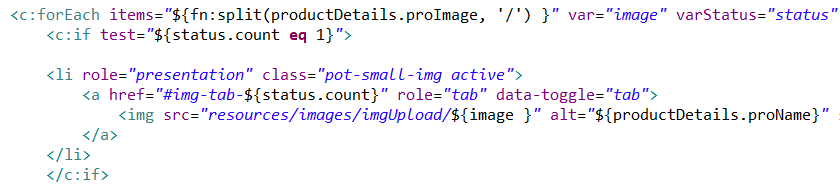 <c:forEach items="${fn:split(productDetails.proImage, '/') }" var="image" varStatus="status"
<c:if test="${status.count eq 1}">
<li role="presentation" class="pot-small-img active">
<a href="#img-tab-${status.count}" role="tab" data-toggle="tab">
<img src="resources/images/imgUpload/${image }" alt="${productDetails.proName}"
</a>
</li>
</c:if>